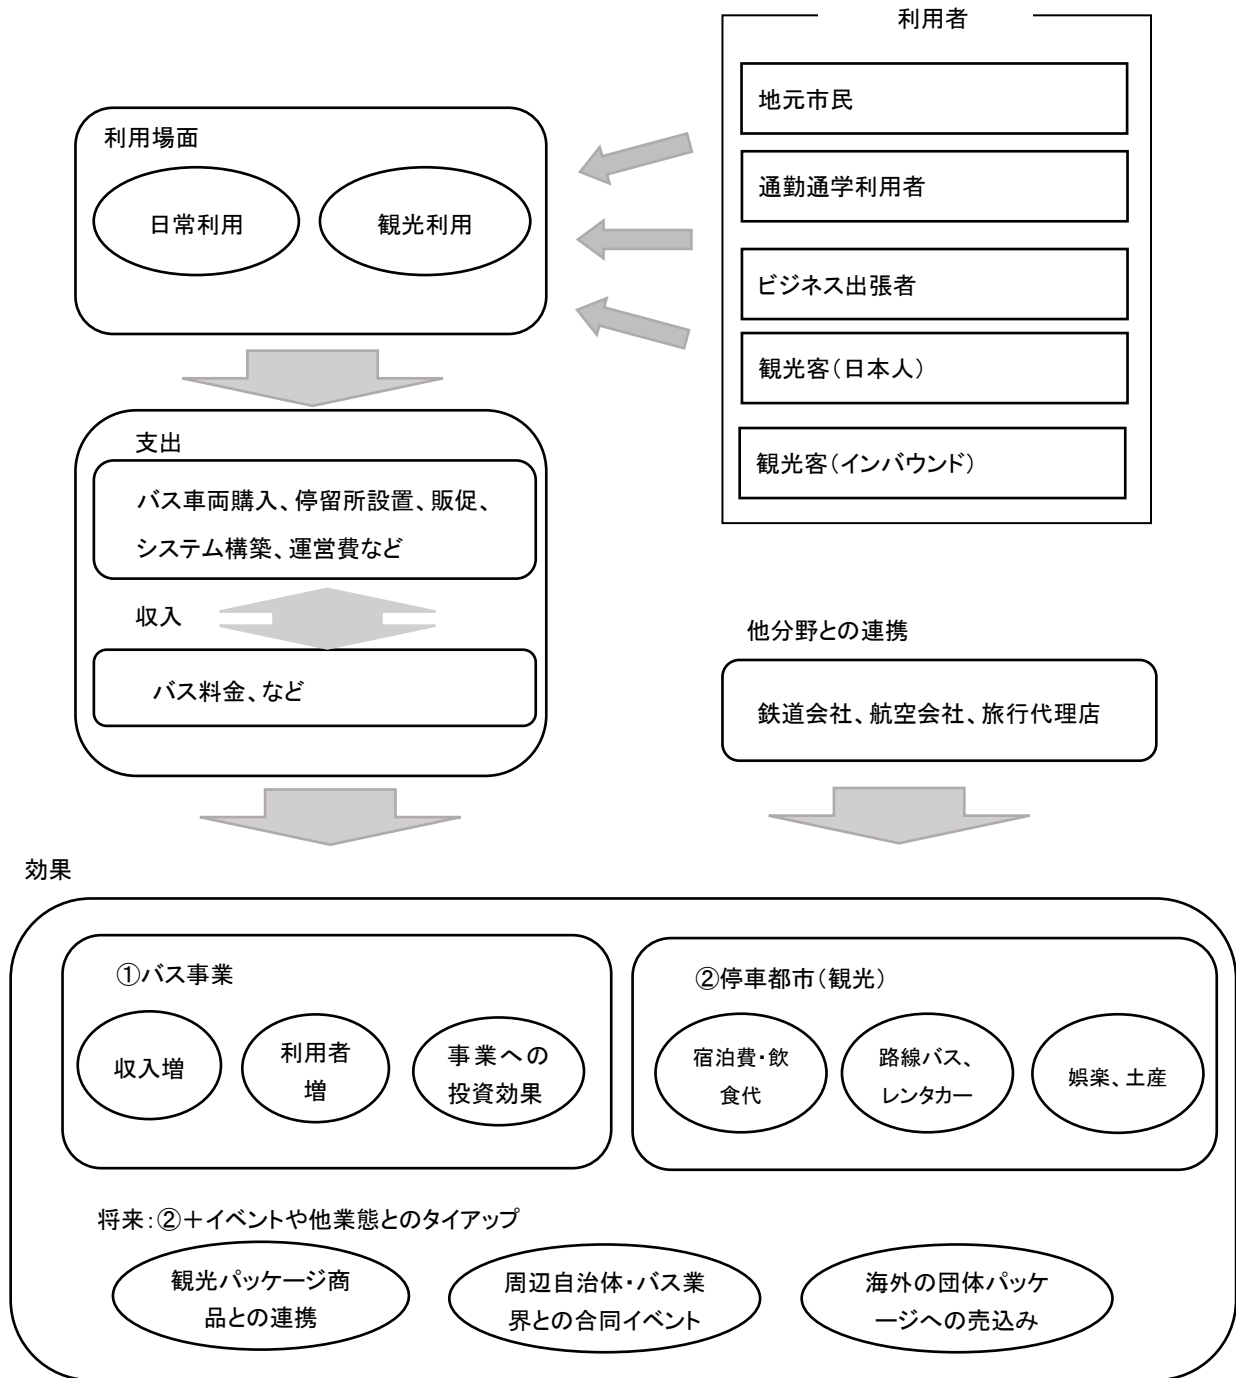 利用者
地元市民
通勤通学利用者
ビジネス出張者
観光客(日本人)
観光客(インバウンド)
利用場面
日常利用
観光利用
支出
バス車両購入、停留所設置、販促、
システム構築、運営費など
収入
バス料金、など
他分野との連携
鉄道会社、航空会社、旅行代理店
効果
①バス事業
収入増
利用者
増
事業への
投資効果
②停車都市(観光)
宿泊費・飲
食代
路線バス、
レンタカー
娯楽、土産
将来:②+イベントや他業態とのタイアップ
観光パッケージ商
品との連携
周辺自治体・バス業
界との合同イベント
海外の団体パッケ
ージへの売込み